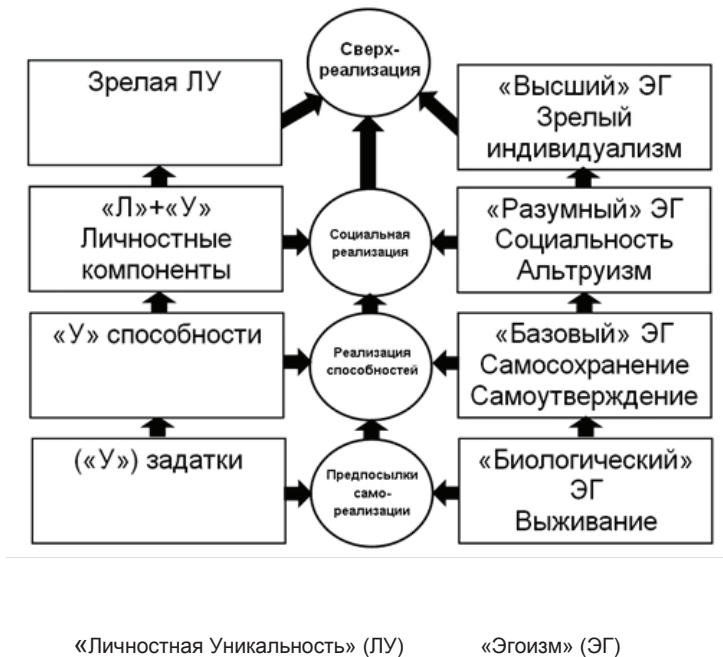 Сверх-
реализация
Зрелая ЛУ
«Высший» ЭГ
Зрелый
индивидуализм
«Л»+«У»
Личностные
компоненты
Социальная
реализация
«Разумный» ЭГ
Социальность
Альтруизм
«У» способности
Реализация
способностей
«Базовый» ЭГ
Самосохранение
Самоутверждение
(«У») задатки
Предпосылки
само-
реализации
«Биологический»
ЭГ
Выживание
«Личностная Уникальность» (ЛУ)
«Эгоизм» (ЭГ)